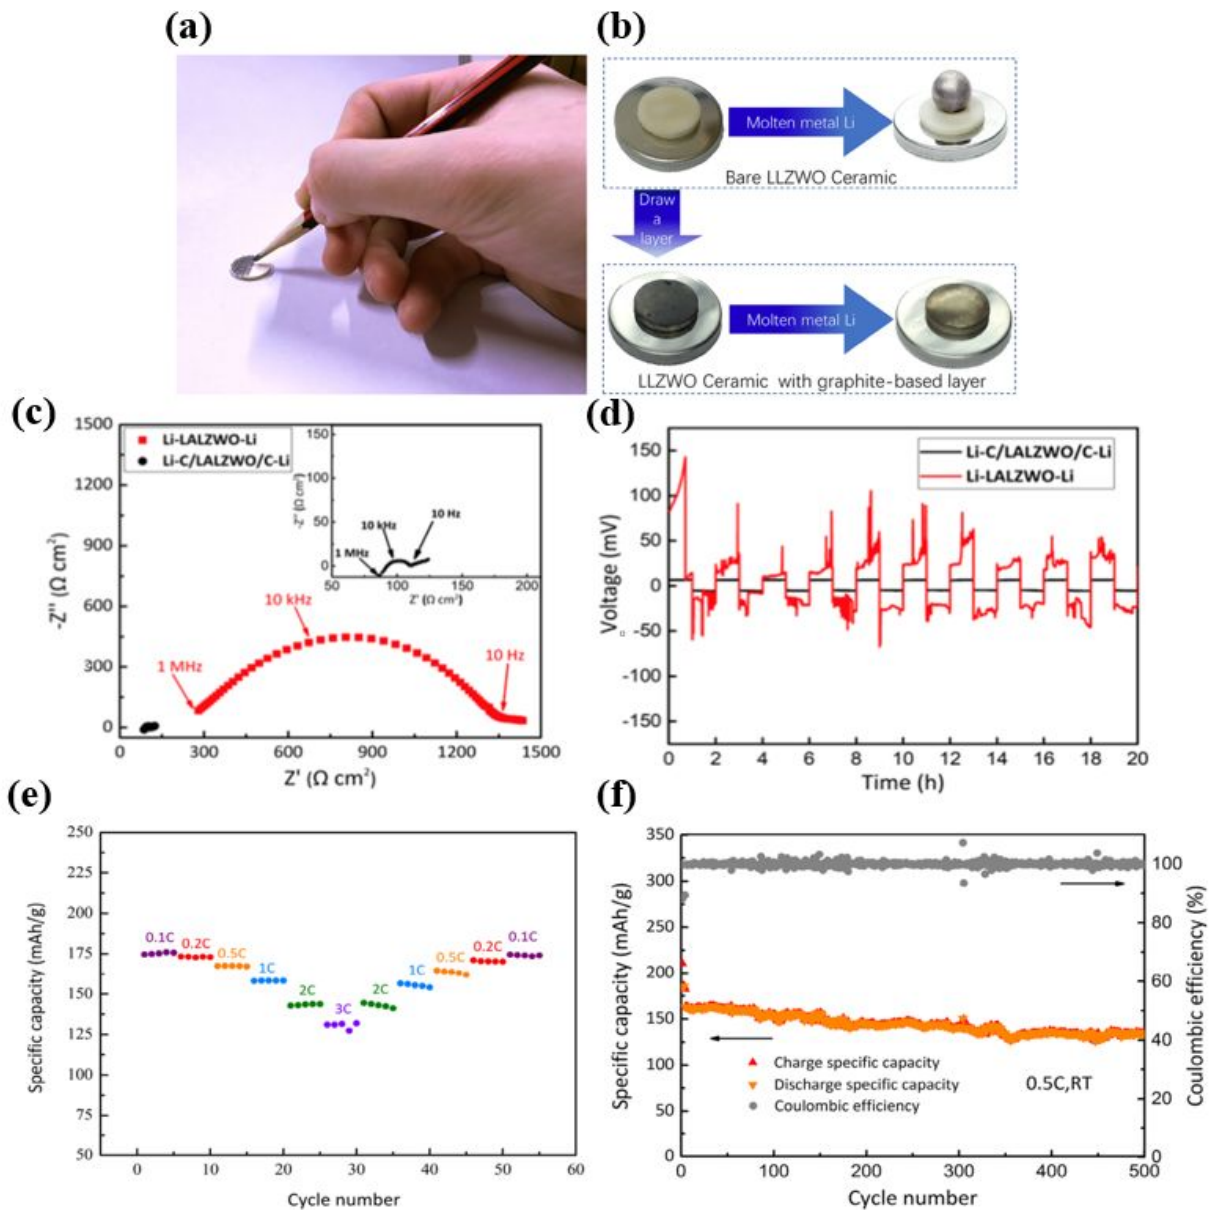 (a)
(b)
Molten metal Li
Bare LLZWO Ceramic
Draw
a
layer
Molten metal Li
LLZWO Ceramic with graphite-based layer
(c)
1500
1200
900
600
300
0
-Z'' (Ω cm²)
Li-LALZWO-Li
Li-C/LALZWO/C-Li
150
100
50
0
-Z'' (Ω cm²)
1 MHz
10 kHz
10 Hz
50 100 150 200
Z' (Ω cm²)
1 MHz
10 kHz
10 Hz
0 300 600 900 1200 1500
Z' (Ω cm²)
(d)
150
100
50
0
-50
-100
-150
Voltage (mV)
Li-C/LALZWO/C-Li
Li-LALZWO-Li
0 2 4 6 8 10 12 14 16 18 20
Time (h)
(e)
250
225
200
175
150
125
100
75
50
Specific capacity (mAh/g)
0.1C
0.2C
0.5C
1C
2C
3C
2C
1C
0.5C
0.2C
0.1C
0 10 20 30 40 50 60
Cycle number
(f)
350
325
300
275
250
200
175
150
125
100
75
50
0
Specific capacity (mAh/g)
Charge specific capacity
Discharge specific capacity
Coulombic efficiency
0.5C,RT
100
80
60
40
20
0
Coulombic efficiency (%)
0 100 200 300 400 500
Cycle number